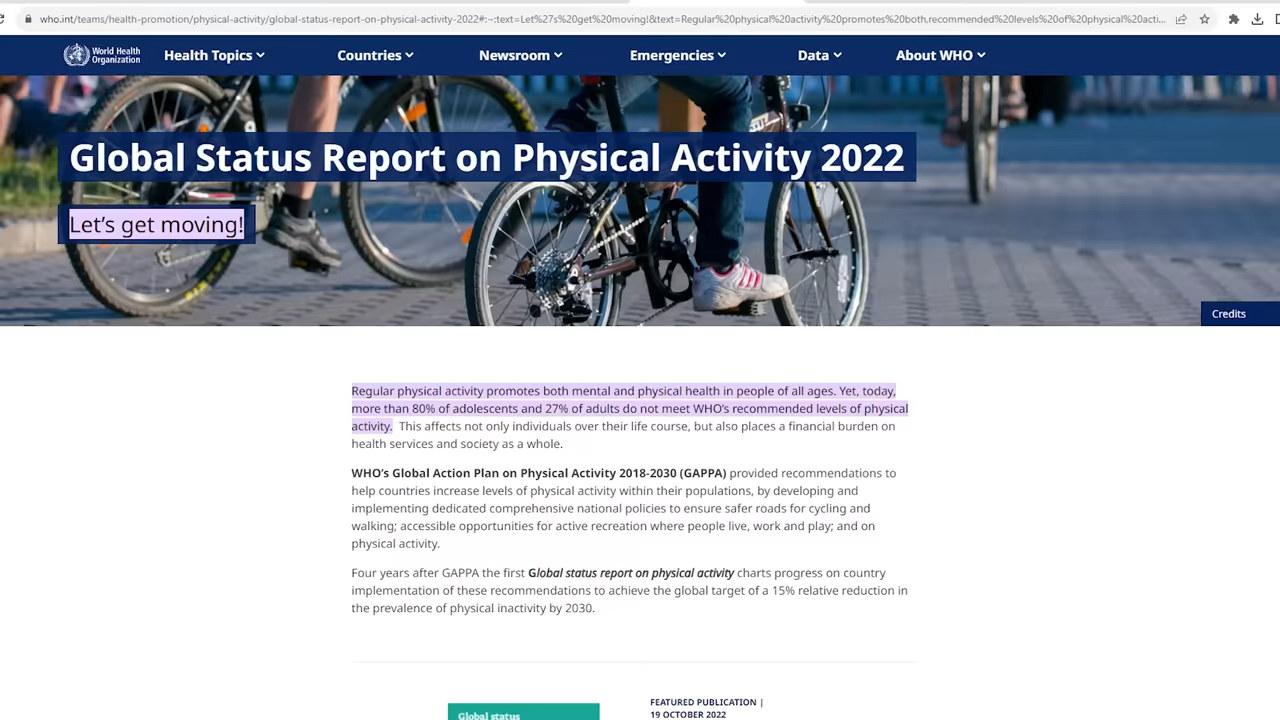 who.int/teams/health-promotion/physical-activity/global-status-report-on-physical-activity-2022#:~:text=Let%27s%20get%20moving!&text=Regular%20physical%20activity%20promotes%20both,recommended%20levels%20of%20physical%20acti...
World Health
Organization
Health Topics
Countries
Newsroom
Emergencies
Data
About WHO
Global Status Report on Physical Activity 2022
Let’s get moving!
Credits
Regular physical activity promotes both mental and physical health in people of all ages. Yet, today,
more than 80% of adolescents and 27% of adults do not meet WHO’s recommended levels of physical
activity. This affects not only individuals over their life course, but also places a financial burden on
health services and society as a whole.
WHO’s Global Action Plan on Physical Activity 2018-2030 (GAPPA) provided recommendations to
help countries increase levels of physical activity within their populations, by developing and
implementing dedicated comprehensive national policies to ensure safer roads for cycling and
walking; accessible opportunities for active recreation where people live, work and play; and on
physical activity.
Four years after GAPPA the first Global status report on physical activity charts progress on country
implementation of these recommendations to achieve the global target of a 15% relative reduction in
the prevalence of physical inactivity by 2030.
Global status
FEATURED PUBLICATION |
19 OCTOBER 2022